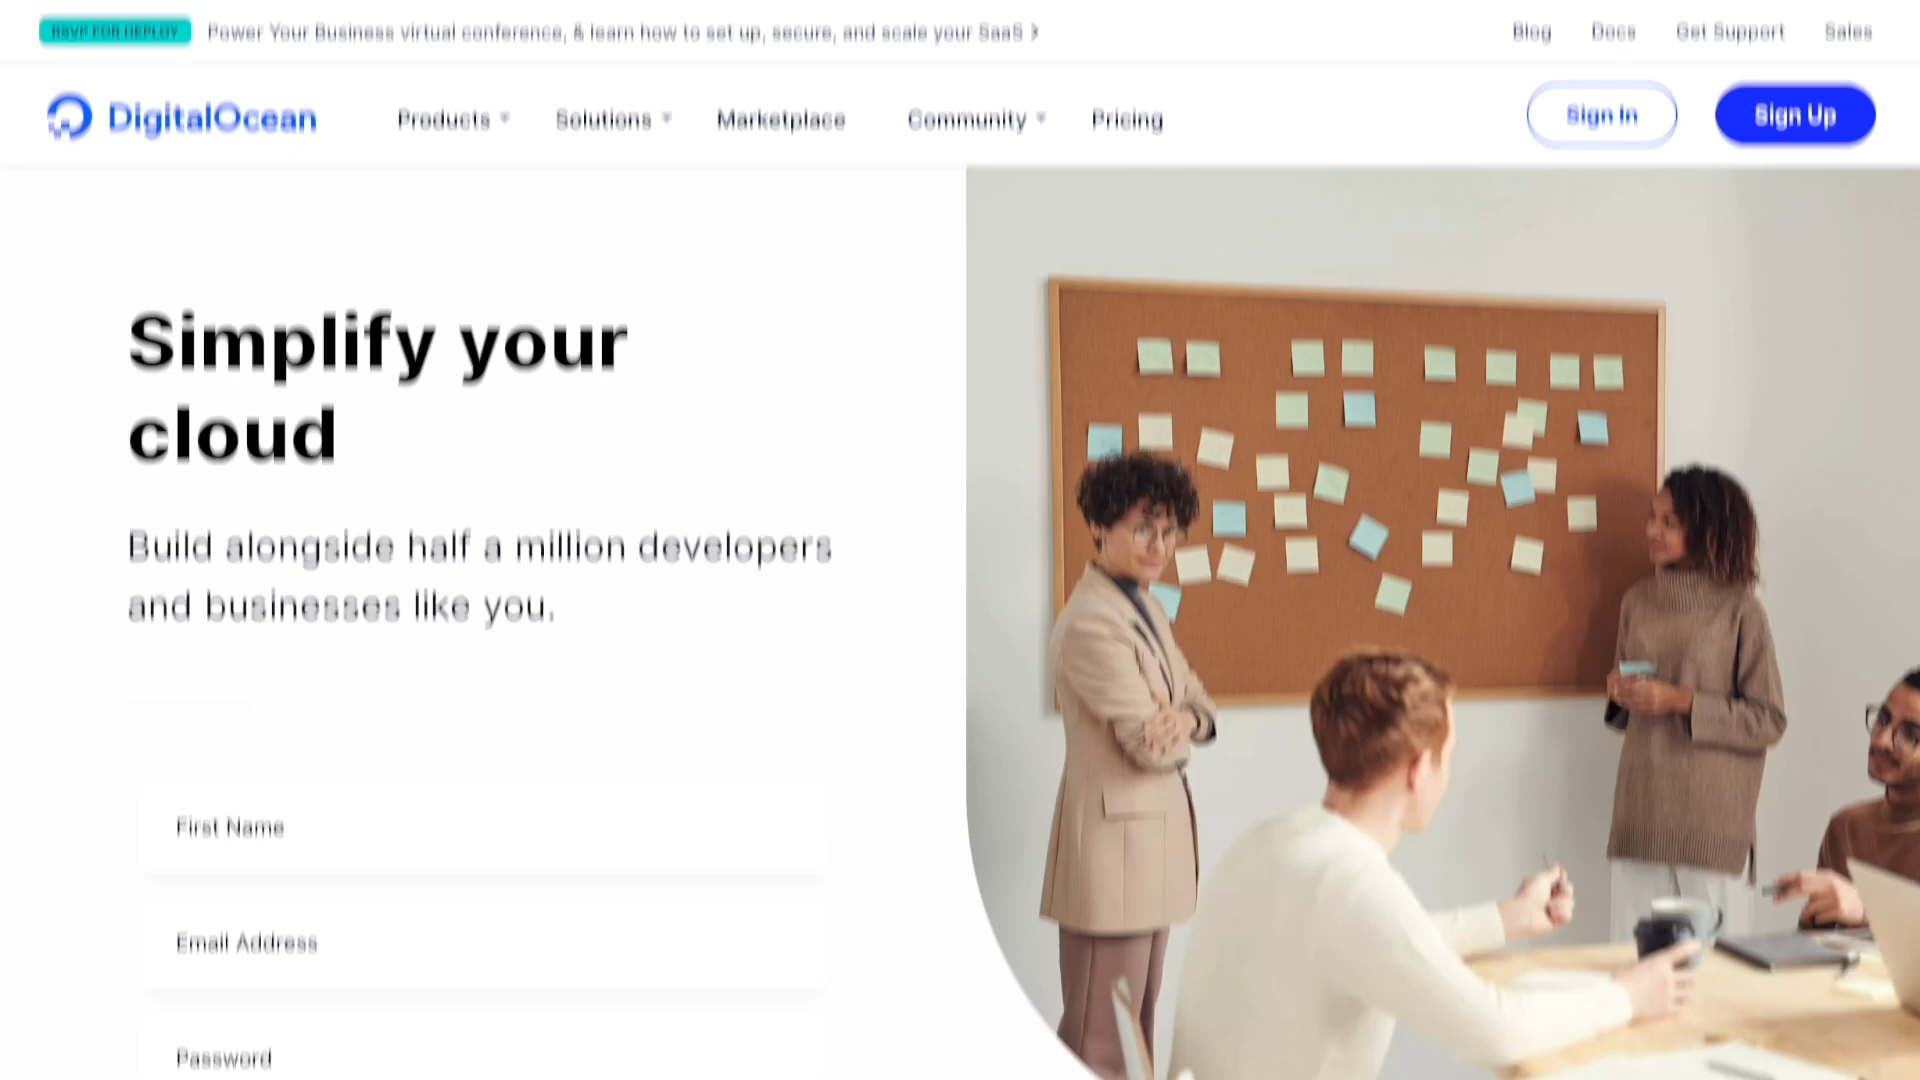 RSVP FOR DEPLOY Power Your Business virtual conference, & learn how to set up, secure, and scale your SaaS
Blog Docs Get Support Sales
DigitalOcean Products Solutions Marketplace Community Pricing Sign In Sign Up
Simplify your
cloud
Build alongside half a million developers
and businesses like you.
First Name
Email Address
Password